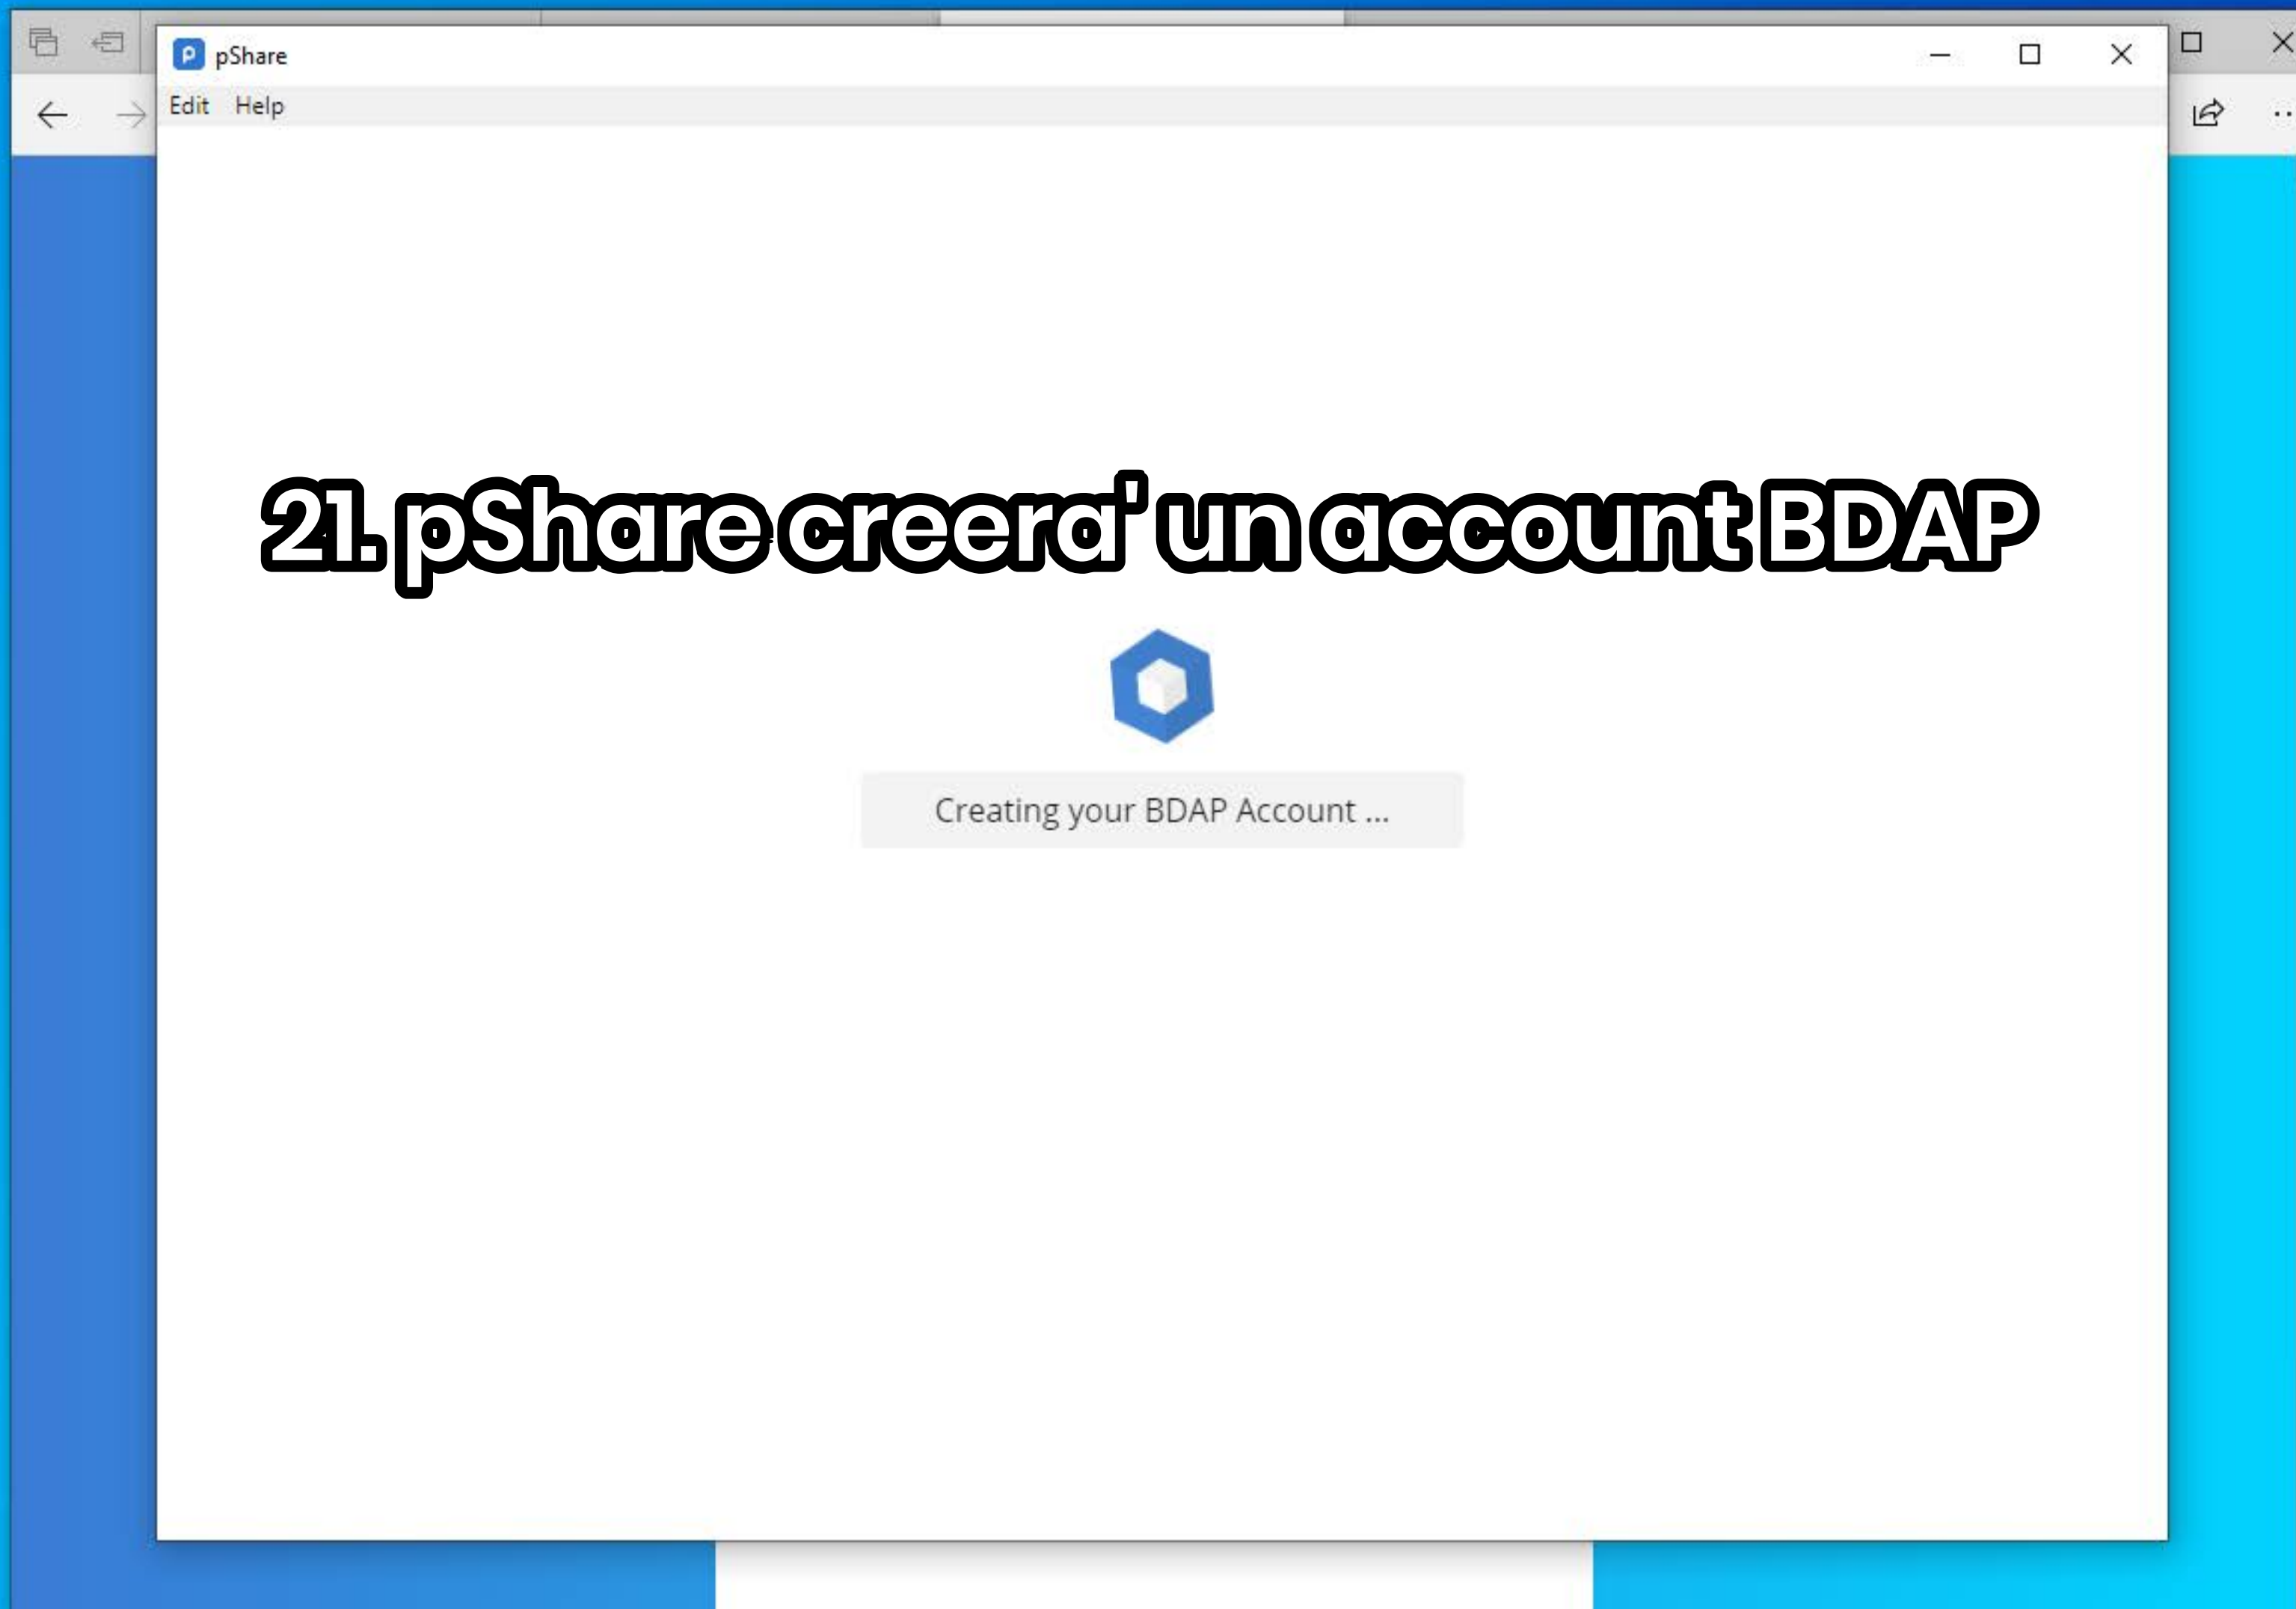 pShare
Edit Help
21. pShare creera' un account BDAP
Creating your BDAP Account ...